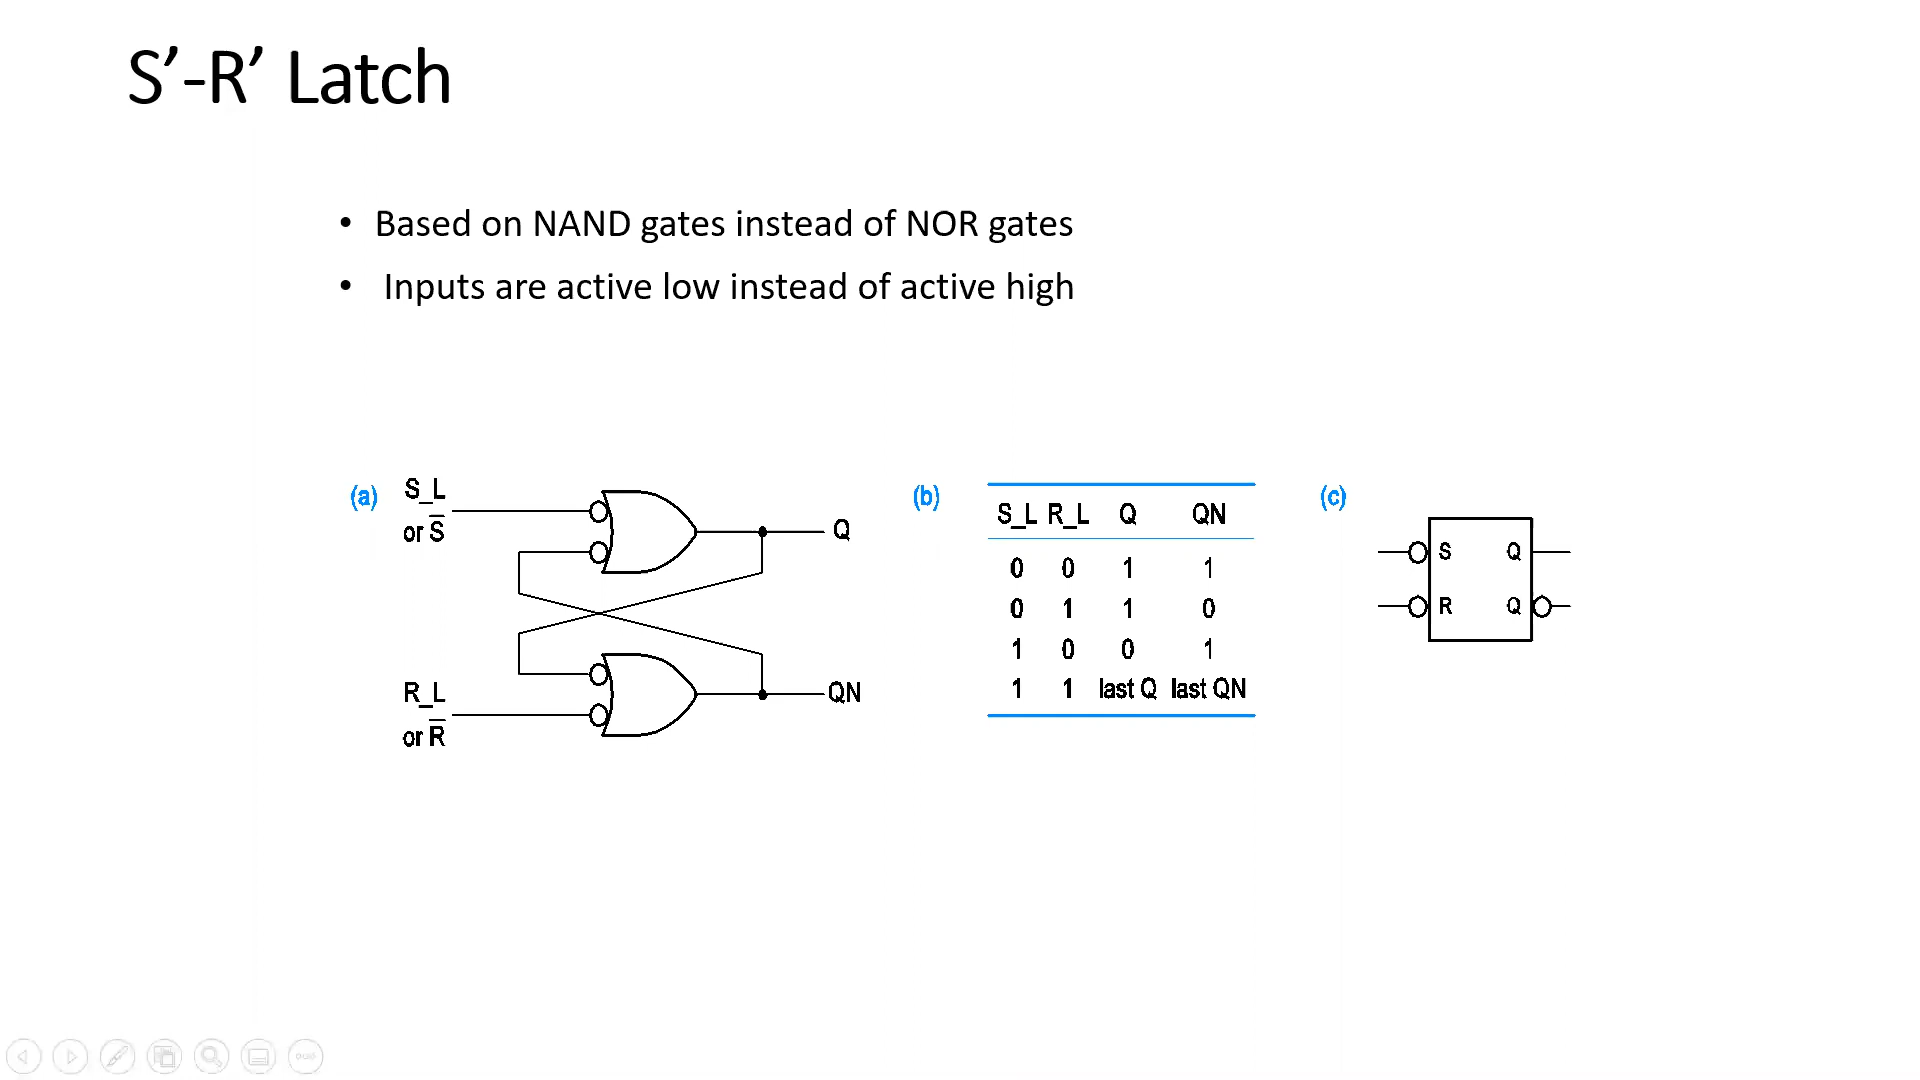 S’-R’ Latch
• Based on NAND gates instead of NOR gates
• Inputs are active low instead of active high
(a) S_L
or S̅
Q
R_L
or R̅
QN
(b)
S_L R_L Q QN
0 0 1 1
0 1 1 0
1 0 0 1
1 1 last Q last QN
(c)
S Q
R Q